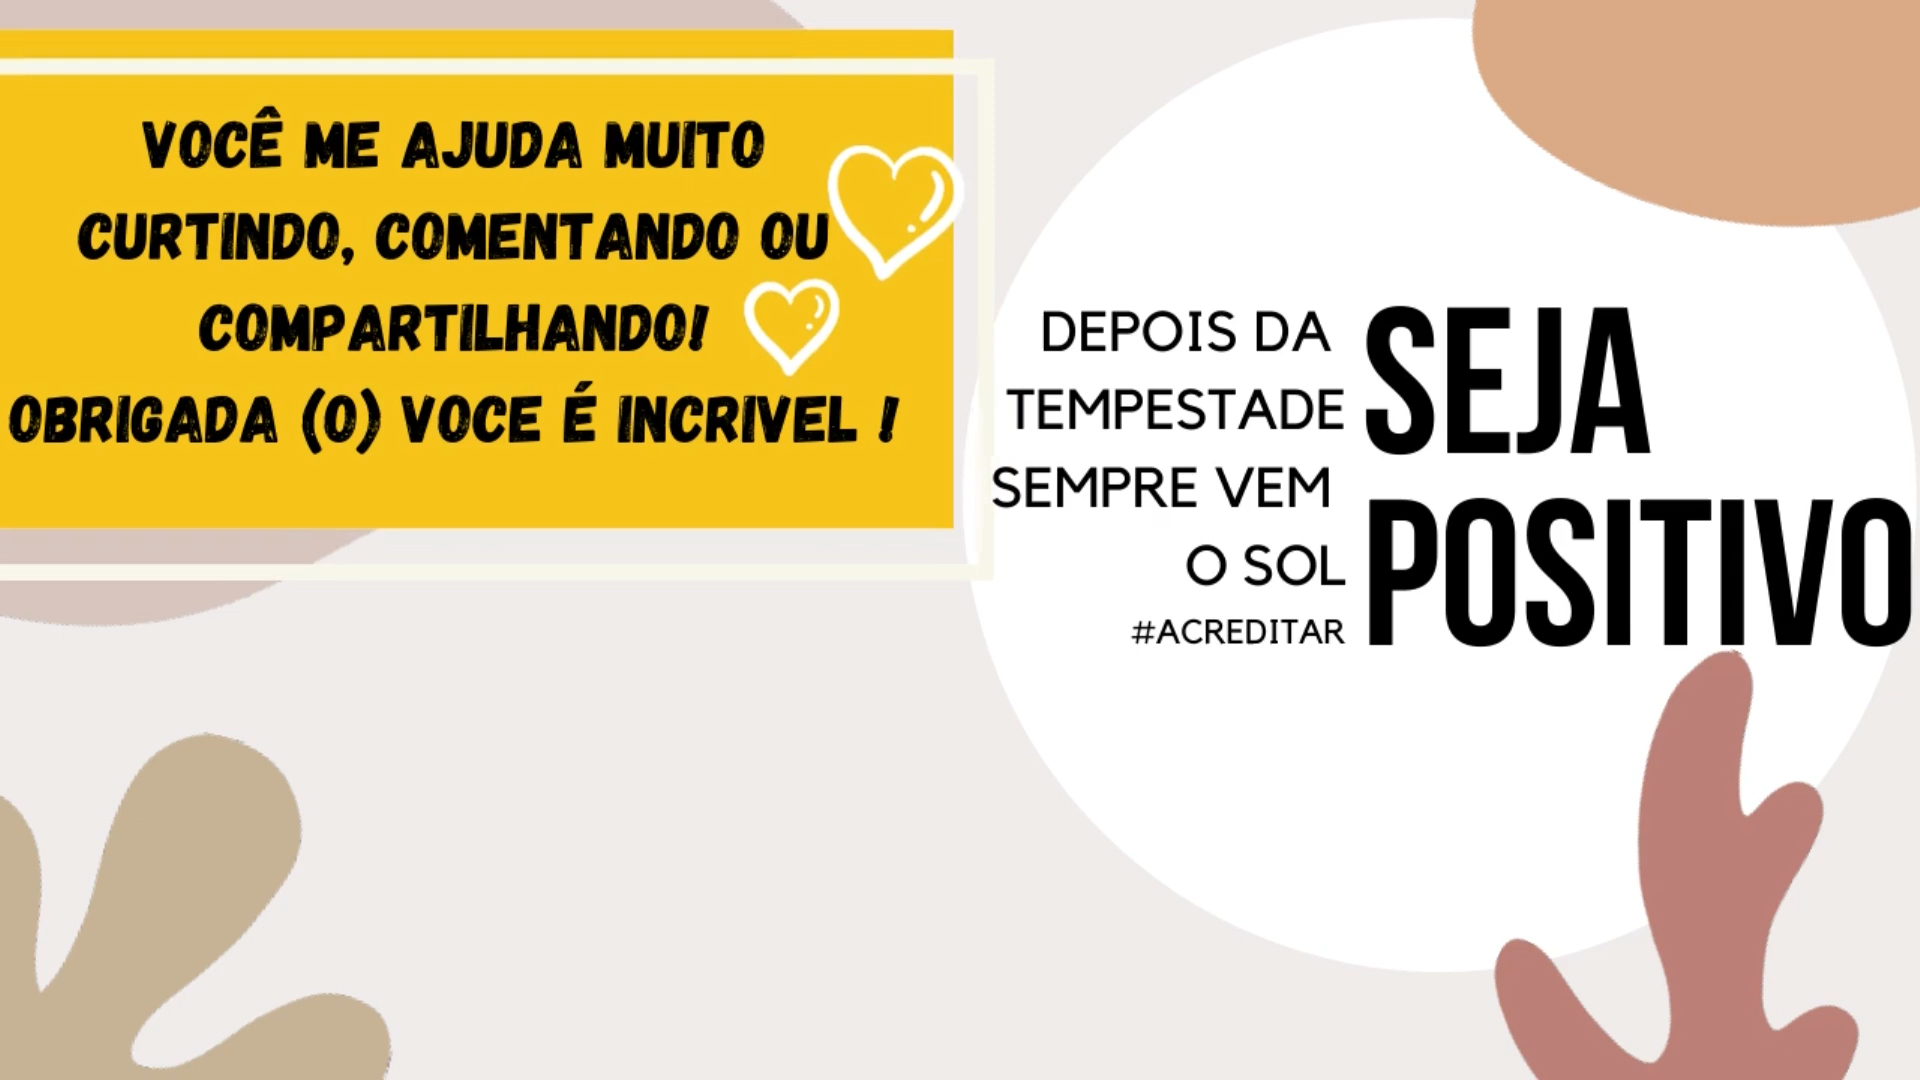 VOCÊ ME AJUDA MUITO
CURTINDO, COMENTANDO OU
COMPARTILHANDO!
OBRIGADA (O) VOCE É INCRIVEL !
DEPOIS DA
TEMPESTADE
SEMPRE VEM
O SOL
#ACREDITAR
SEJA
POSITIVO